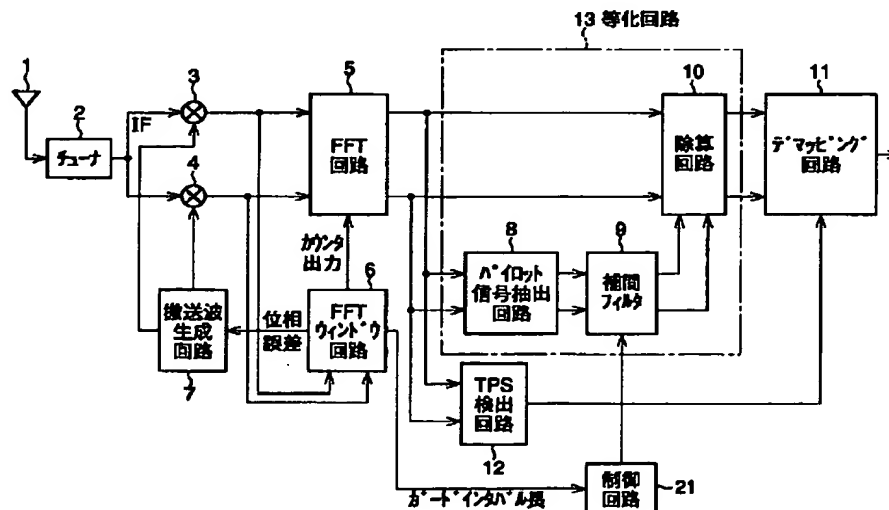 13 等化回路
1
2
チューナ
IF
3
4
5
FFT
回路
カウンタ
出力
6
FFT
ウィンドウ
回路
位相
誤差
搬送波
生成
回路
7
8
パイロット
信号抽出
回路
9
補間
フィルタ
10
除算
回路
11
デマッピング
回路
TPS
検出
回路
12
ガードインタバル長
制御
回路
21